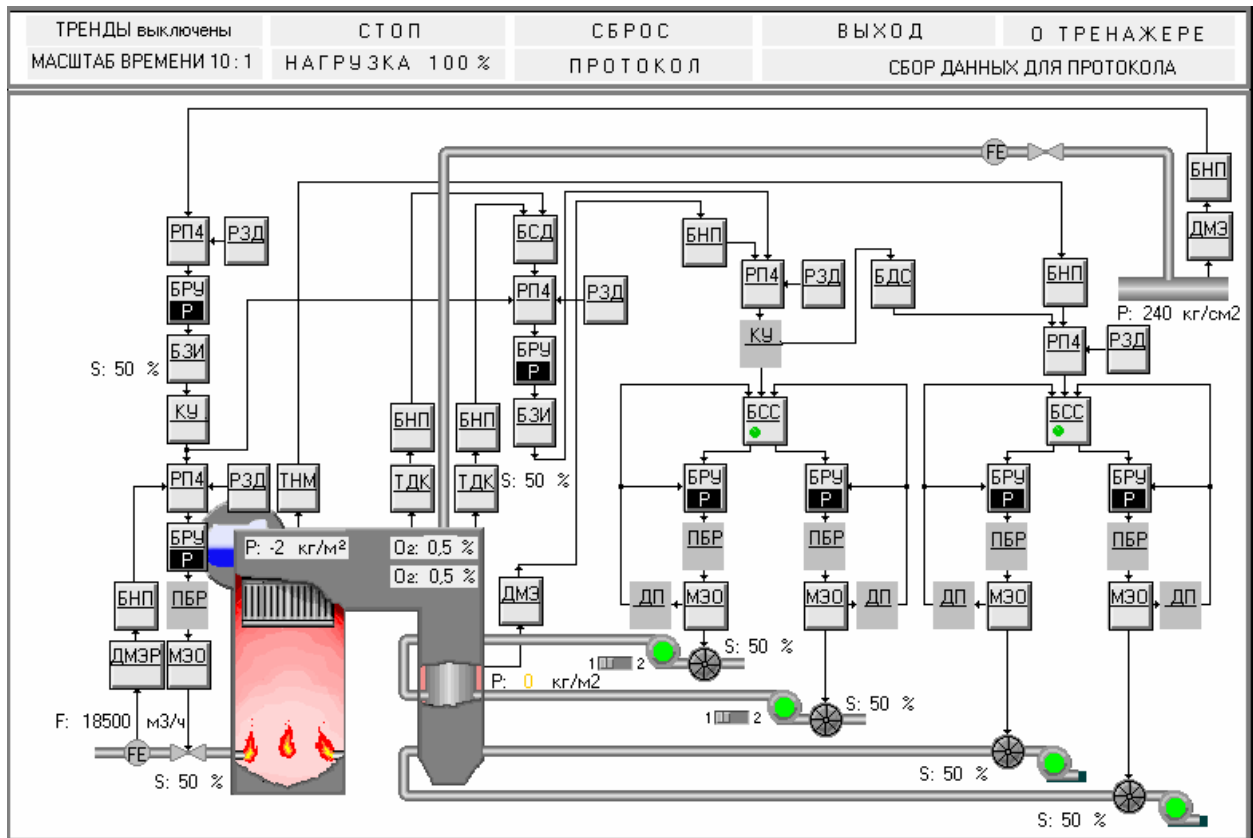 ТРЕНДЫ выключены
СТОП
СБРОС
ВЫХОД
О ТРЕНАЖЕРЕ
МАСШТАБ ВРЕМЕНИ 10 : 1
НАГРУЗКА 100 %
ПРОТОКОЛ
СБОР ДАННЫХ ДЛЯ ПРОТОКОЛА
FE
БНП
ДМЭ
РП4
РЗД
БСД
БНП
РП4
РЗД
БДС
БНП
БРУ
Р
РП4
РЗД
P: 240 кг/см2
КУ
РП4
РЗД
S: 50 %
БЗИ
БРУ
Р
КУ
БНП
БНП
БЗИ
БСС
БСС
РП4
РЗД
ТНМ
ТДК
ТДК
S: 50 %
БРУ
Р
БРУ
Р
БРУ
Р
БРУ
Р
БРУ
Р
ПБР
ПБР
ПБР
ПБР
P: -2 кг/м²
O₂: 0,5 %
O₂: 0,5 %
БНП
ПБР
ДМЭ
ДП
МЭО
МЭО
ДП
ДП
МЭО
МЭО
ДП
ДМЭР
МЭО
1
2
S: 50 %
P: 0 кг/м2
F: 18500 м3/ч
1
2
S: 50 %
FE
S: 50 %
S: 50 %
S: 50 %